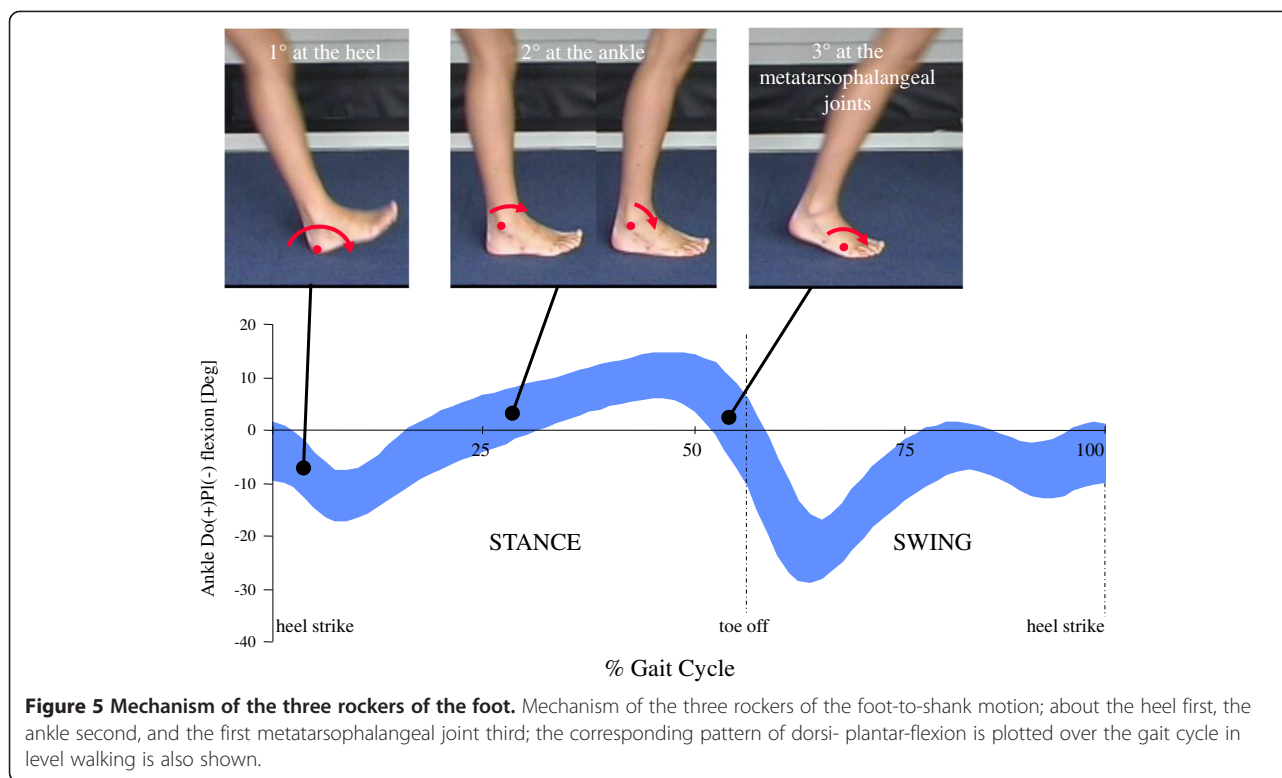 1° at the heel
2° at the ankle
3° at the
metatarsophalangeal
joints
Ankle Do(+)Pl(-) flexion [Deg]
20
10
0
-10
-20
-30
-40
25
50
75
100
STANCE
SWING
heel strike
toe off
heel strike
% Gait Cycle
Figure 5 Mechanism of the three rockers of the foot. Mechanism of the three rockers of the foot-to-shank motion; about the heel first, the
ankle second, and the first metatarsophalangeal joint third; the corresponding pattern of dorsi- plantar-flexion is plotted over the gait cycle in
level walking is also shown.